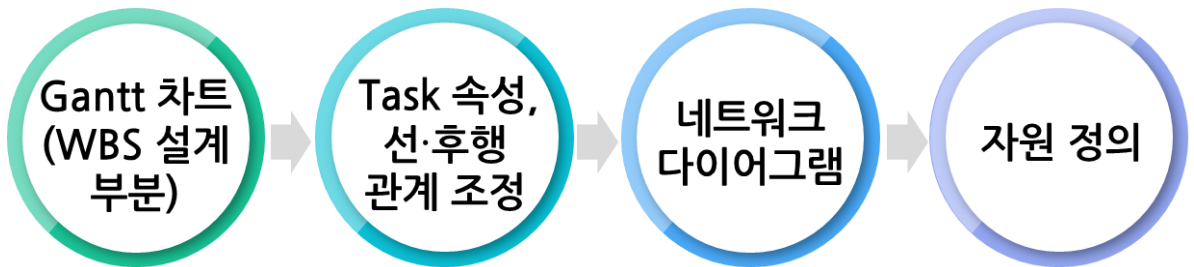 Gantt 차트
(WBS 설계
부분)
Task 속성,
선·후행
관계 조정
네트워크
다이어그램
자원 정의